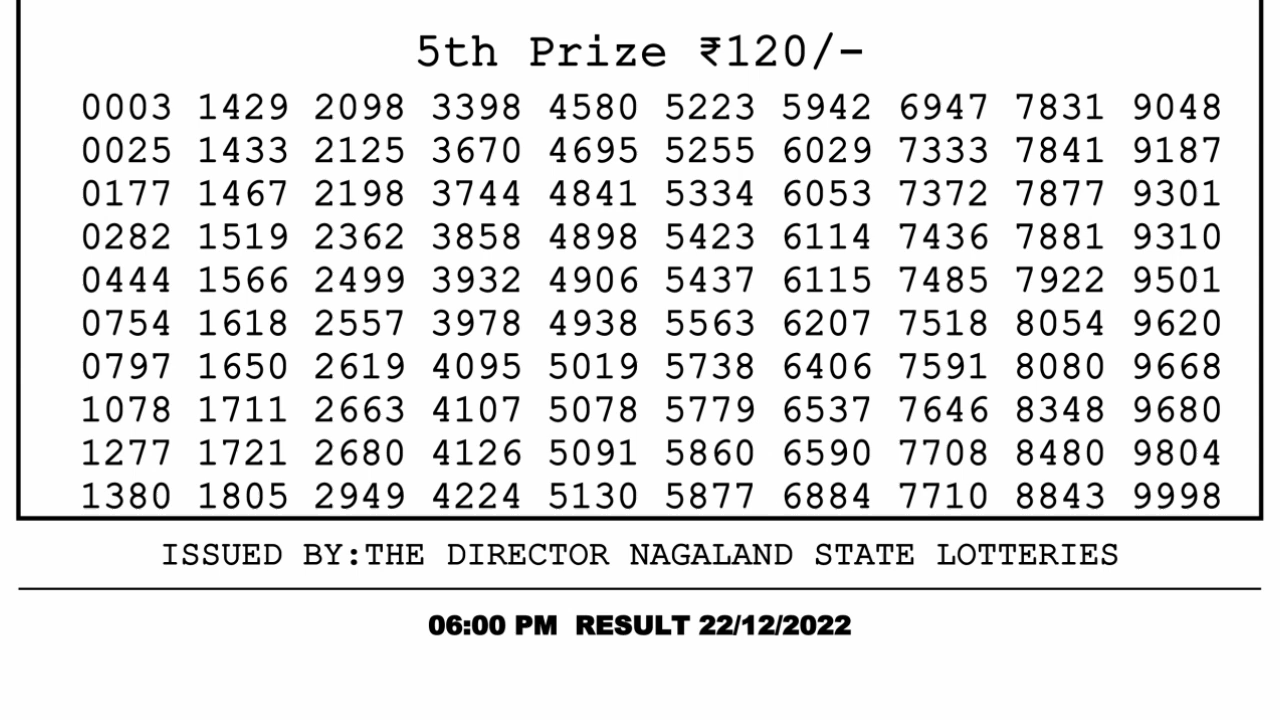 5th Prize ₹120/-
0003 1429 2098 3398 4580 5223 5942 6947 7831 9048
0025 1433 2125 3670 4695 5255 6029 7333 7841 9187
0177 1467 2198 3744 4841 5334 6053 7372 7877 9301
0282 1519 2362 3858 4898 5423 6114 7436 7881 9310
0444 1566 2499 3932 4906 5437 6115 7485 7922 9501
0754 1618 2557 3978 4938 5563 6207 7518 8054 9620
0797 1650 2619 4095 5019 5738 6406 7591 8080 9668
1078 1711 2663 4107 5078 5779 6537 7646 8348 9680
1277 1721 2680 4126 5091 5860 6590 7708 8480 9804
1380 1805 2949 4224 5130 5877 6884 7710 8843 9998
ISSUED BY:THE DIRECTOR NAGALAND STATE LOTTERIES
06:00 PM RESULT 22/12/2022